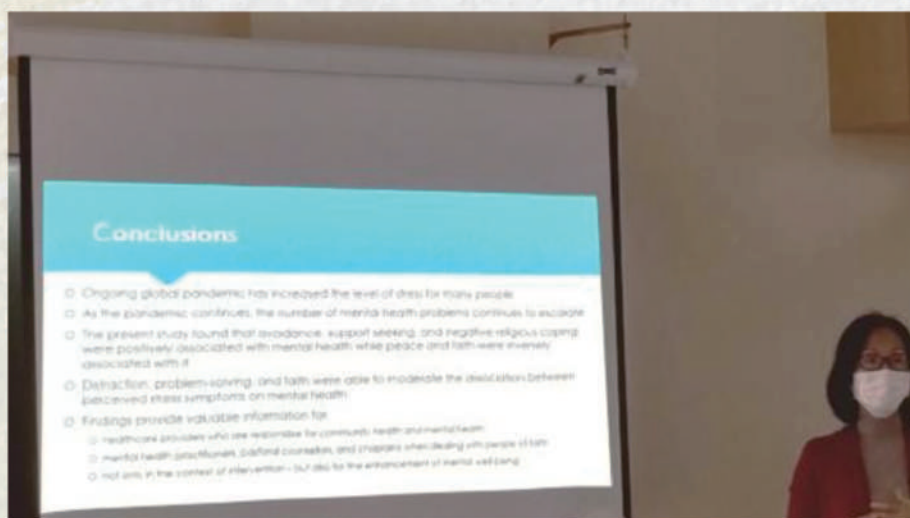 Conclusions
Ongoing global pandemic has increased the level of stress for many people
As the pandemic continues, the number of mental health problems continues to escalate
The present study found that avoidance, support seeking, and negative religious coping
were positively associated with mental health while peace and faith were inversely
associated with it
Distraction, problem-solving, and faith were able to moderate the association between
perceived stress symptoms on mental health
Findings provide valuable information for
healthcare providers who are responsible for community health and mental health
mental health practitioners, pastoral counselors, and chaplains when dealing with people of faith
not only in the context of intervention – but also for the enhancement of mental well-being